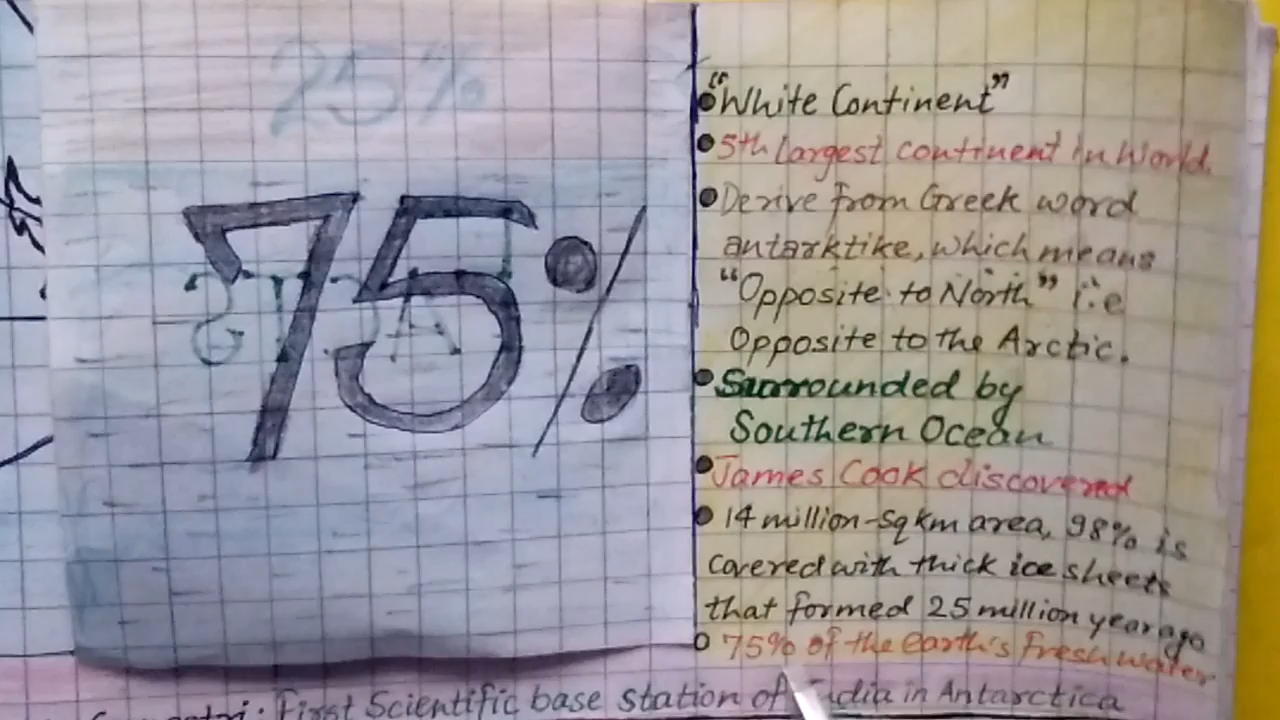 25%
75%
"White Continent"
5th largest continent in World.
Derive from Greek word
antarktike, which means
"Opposite to North" i.e
Opposite to the Arctic.
Surrounded by
Southern Ocean
James Cook discovered
14 million-sq km area, 98% is
covered with thick ice sheets
that formed 25 million year ago
75% of the earth's fresh water
: First Scientific base station of India in Antarctica